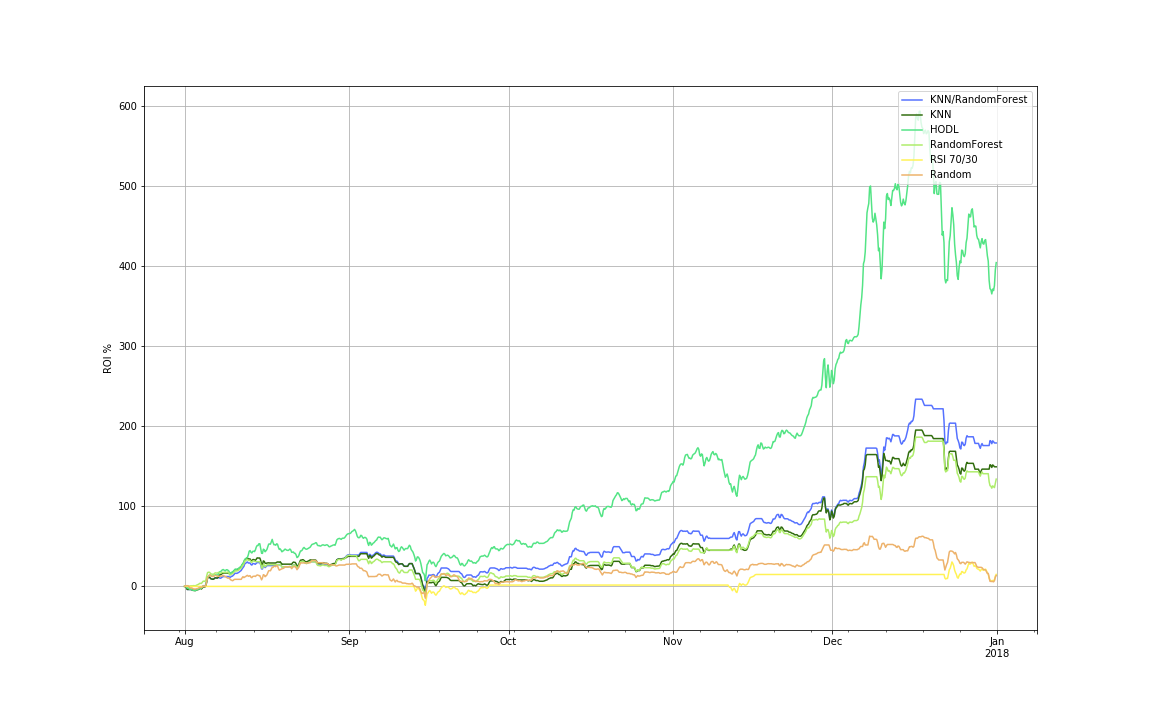 600
500
400
300
200
100
0
ROI %
Aug Sep Oct Nov Dec Jan
2018
KNN/RandomForest
KNN
HODL
RandomForest
RSI 70/30
Random